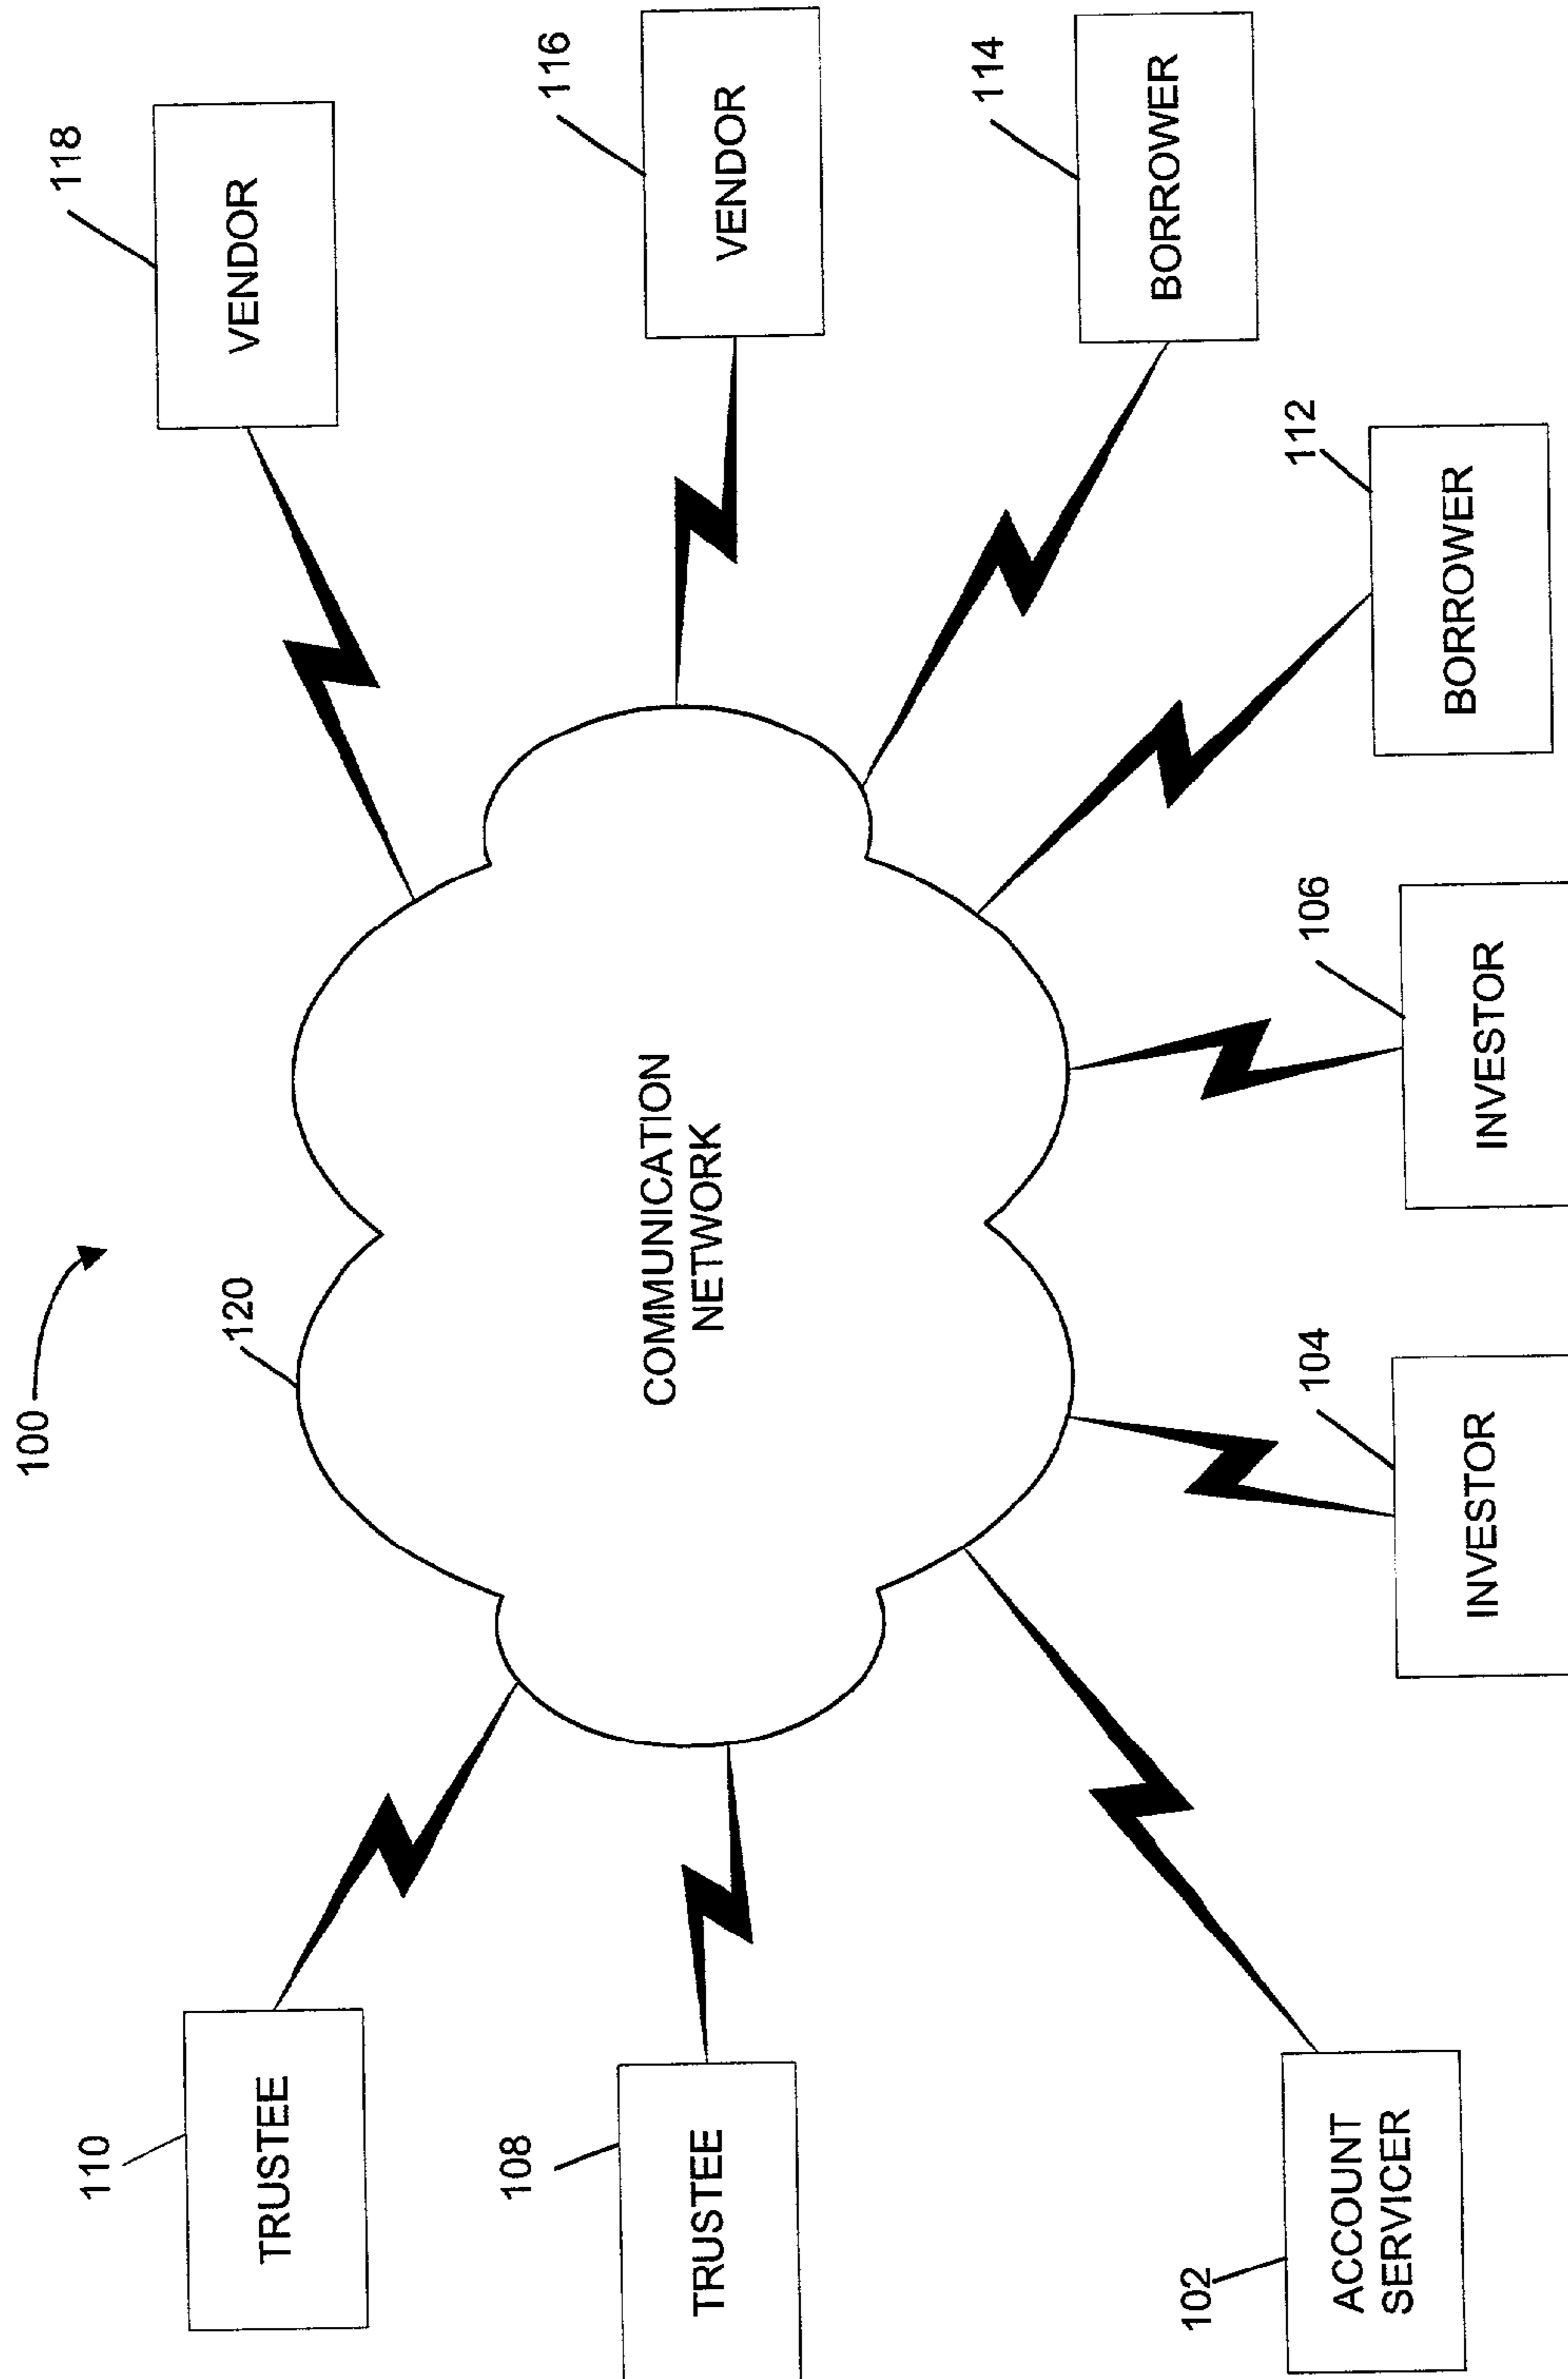 100
120
110
TRUSTEE
118
VENDOR
108
TRUSTEE
COMMUNICATION
NETWORK
116
VENDOR
114
BORROWER
102
ACCOUNT
SERVICER
104
INVESTOR
106
INVESTOR
112
BORROWER